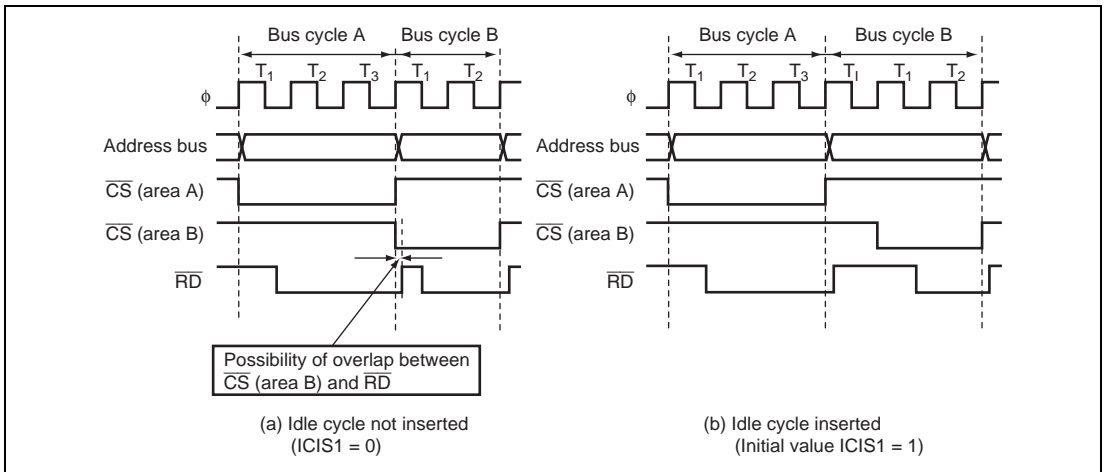 Bus cycle A Bus cycle B
T1 T2 T3 T1 T2
φ
Address bus
CS (area A)
CS (area B)
RD
Possibility of overlap between
CS (area B) and RD
(a) Idle cycle not inserted
(ICIS1 = 0)
Bus cycle A Bus cycle B
T1 T2 T3 TI T1 T2
φ
Address bus
CS (area A)
CS (area B)
RD
(b) Idle cycle inserted
(Initial value ICIS1 = 1)